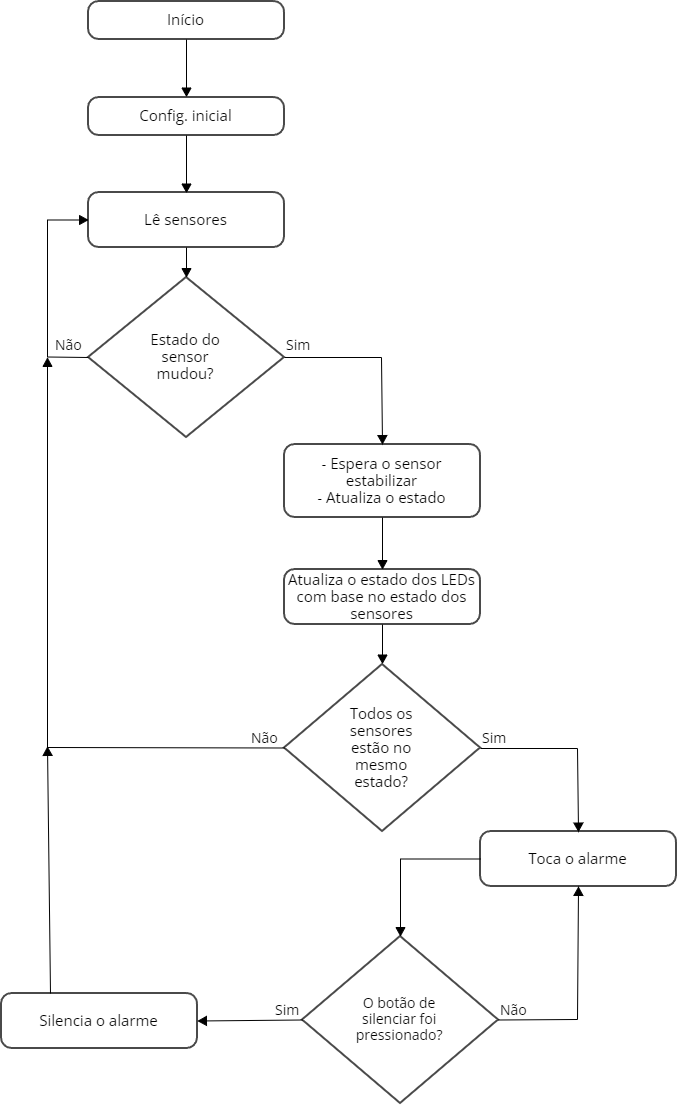 Início
Config. inicial
Lê sensores
Não
Estado do
sensor
mudou?
Sim
- Espera o sensor
estabilizar
- Atualiza o estado
Atualiza o estado dos LEDs
com base no estado dos
sensores
Não
Todos os
sensores
estão no
mesmo
estado?
Sim
Toca o alarme
Silencia o alarme
Sim
O botão de
silenciar foi
pressionado?
Não